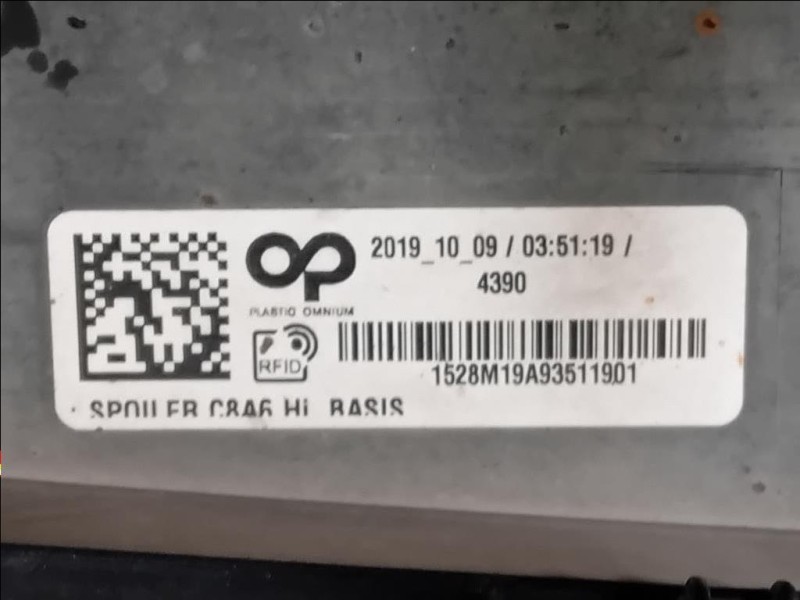 2019_10_09 / 03:51:19 /
4390
PLASTIC OMNIUM
RFID
1528M19A93511901
SPOILER C8A6 Hi BASIS